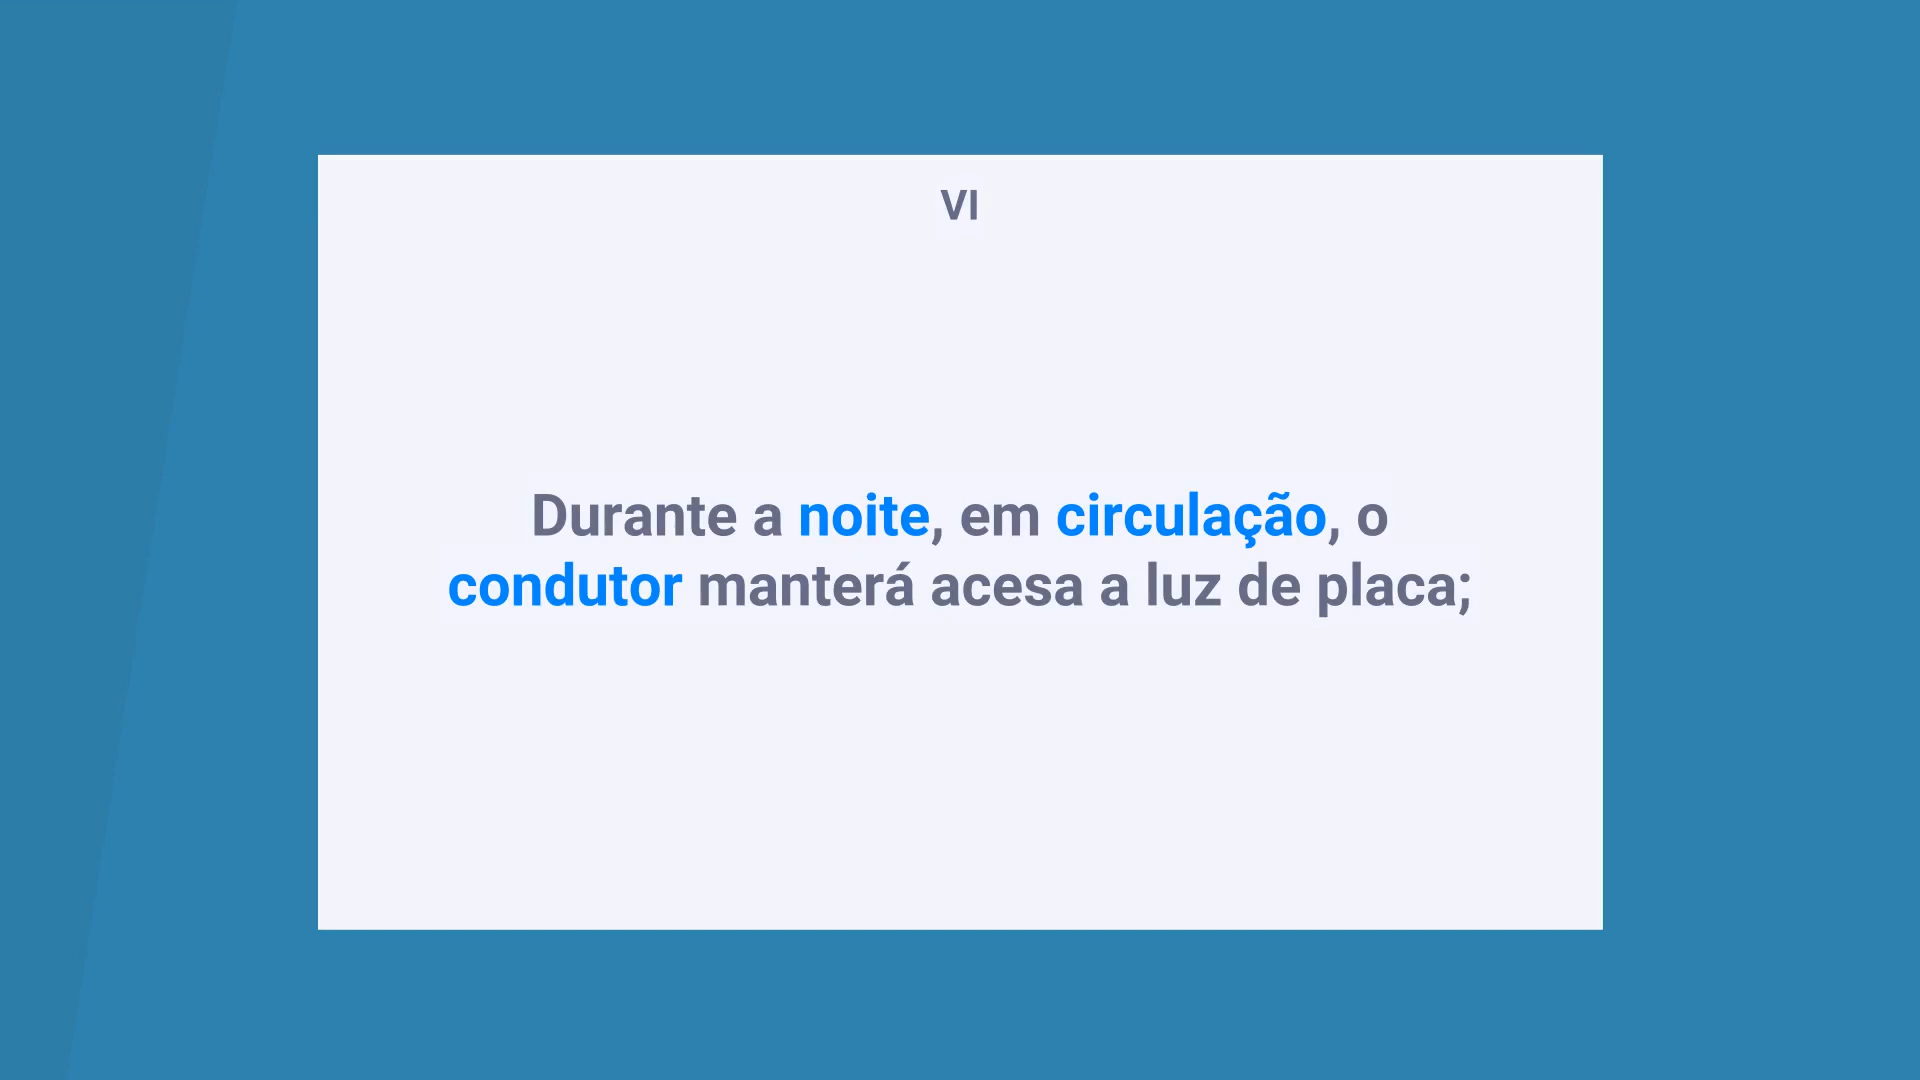 VI
Durante a noite, em circulação, o
condutor manterá acesa a luz de placa;